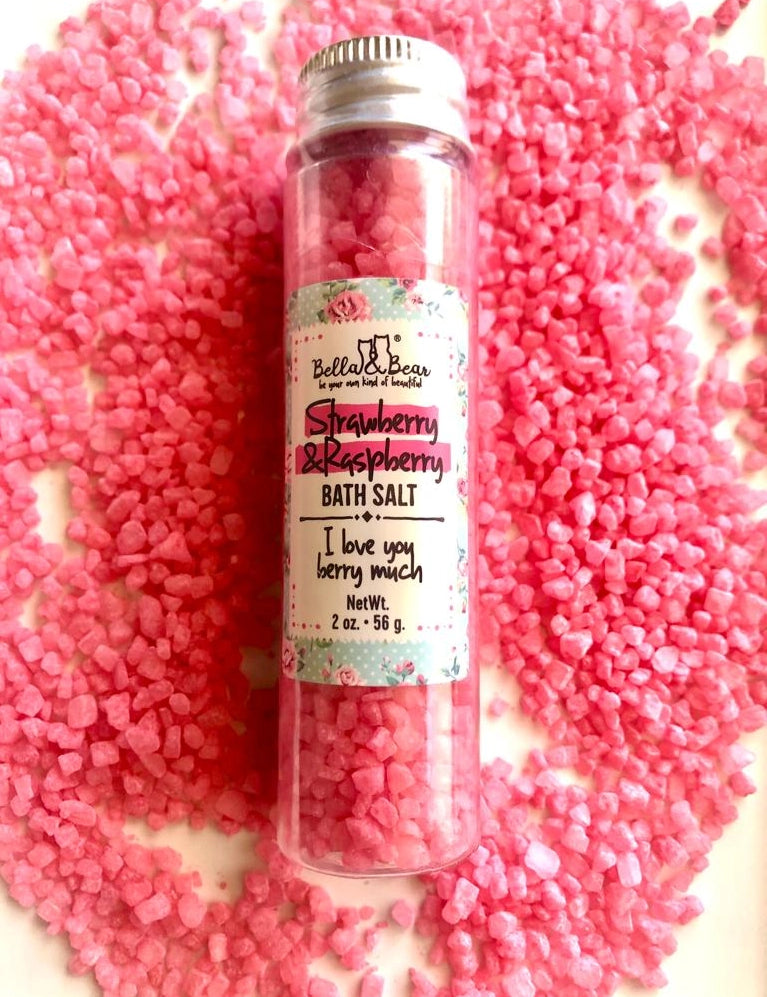 Bella&Bear®
be your own kind of beautiful
Strawberry
&Raspberry
BATH SALT
I love you
berry much
NetWt.
2 oz. • 56 g.